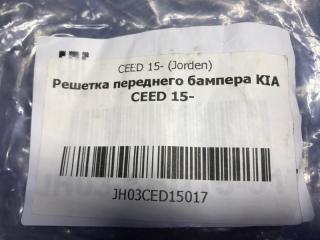 CEED 15- (Jorden)
Решетка переднего бампера KIA
CEED 15-
JH03CED15017